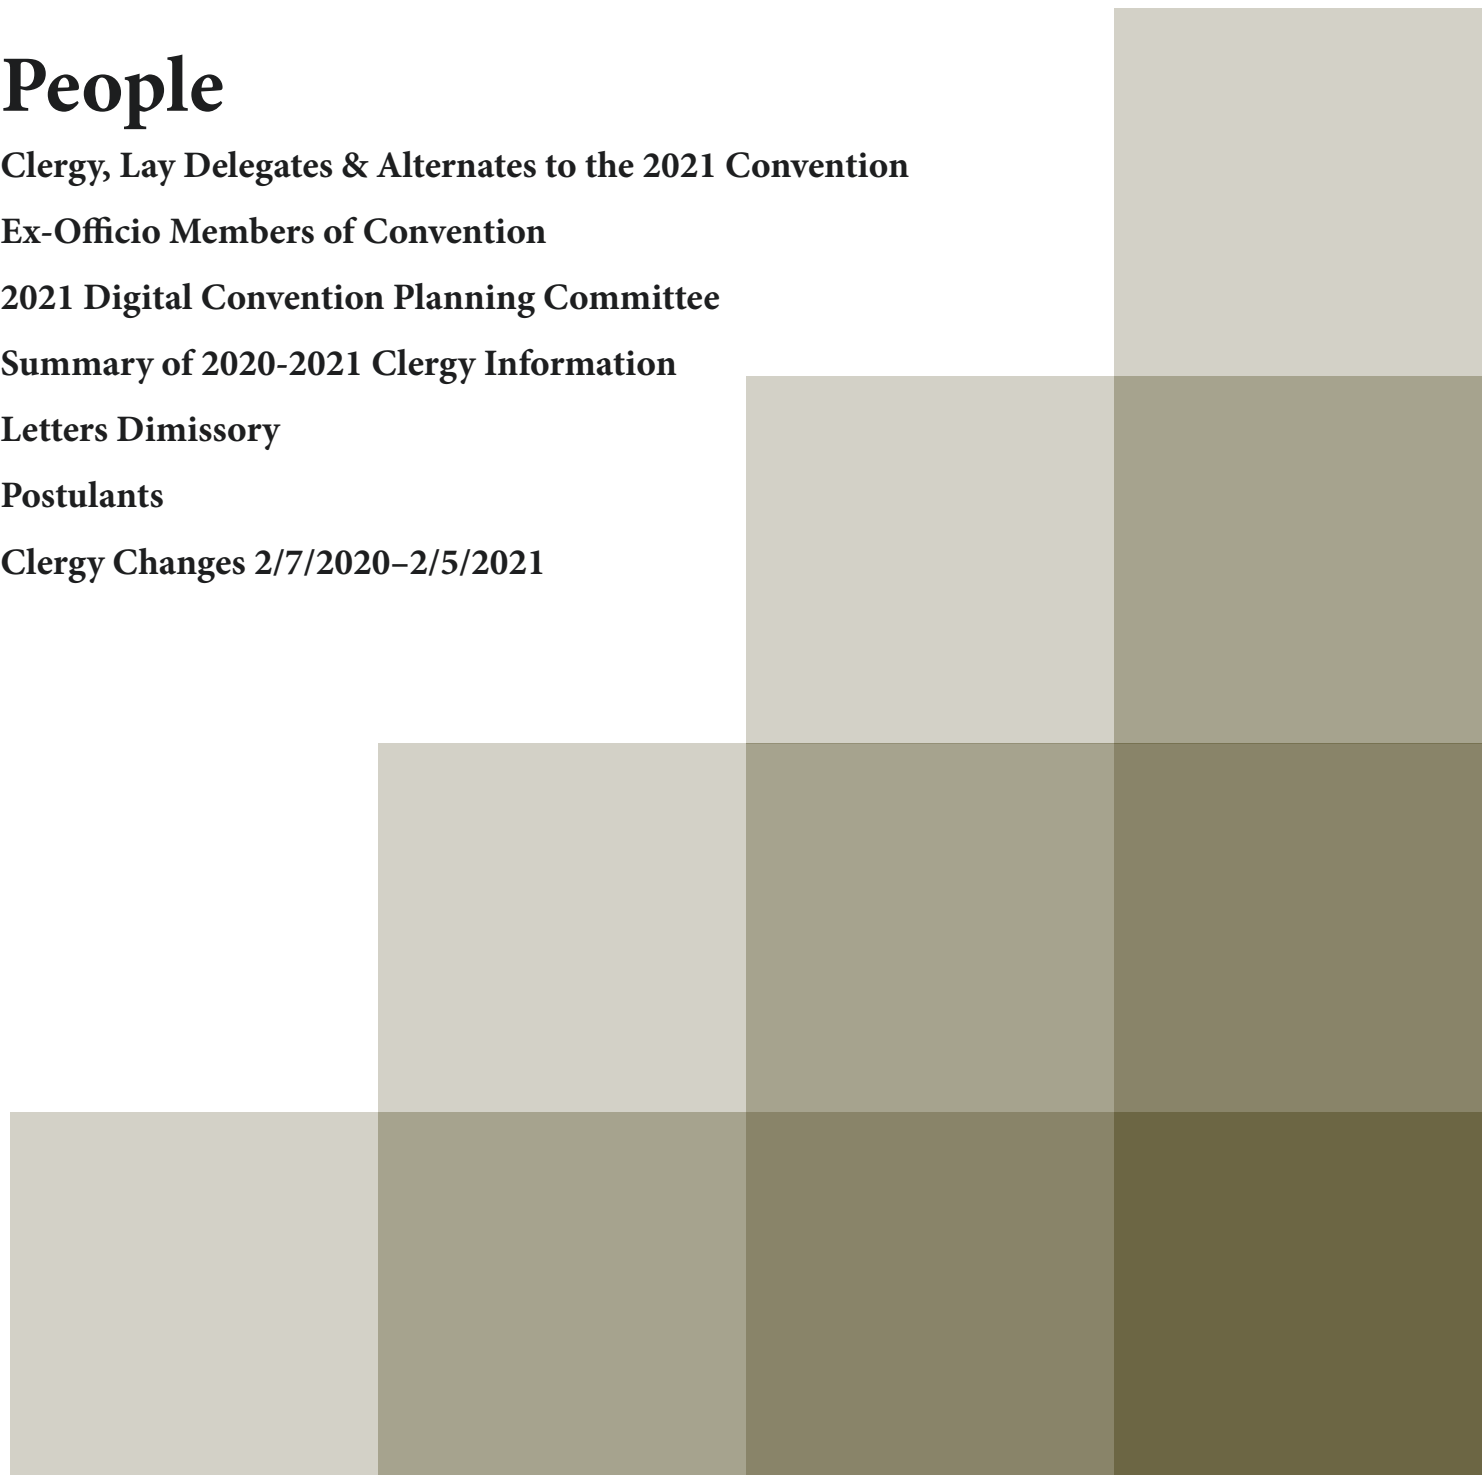 People
Clergy, Lay Delegates & Alternates to the 2021 Convention
Ex-Officio Members of Convention
2021 Digital Convention Planning Committee
Summary of 2020-2021 Clergy Information
Letters Dimissory
Postulants
Clergy Changes 2/7/2020–2/5/2021